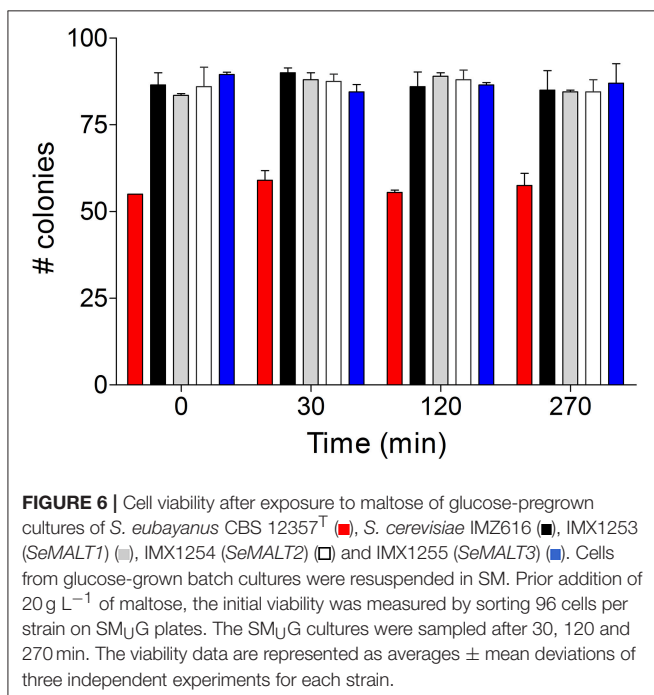 100
75
50
25
0
# colonies
0 30 120 270
Time (min)
FIGURE 6 | Cell viability after exposure to maltose of glucose-pregrown
cultures of S. eubayanus CBS 12357T (■), S. cerevisiae IMZ616 (■), IMX1253
(SeMALT1) (■), IMX1254 (SeMALT2) (□) and IMX1255 (SeMALT3) (■). Cells
from glucose-grown batch cultures were resuspended in SM. Prior addition of
20 g L−1 of maltose, the initial viability was measured by sorting 96 cells per
strain on SMUG plates. The SMUG cultures were sampled after 30, 120 and
270 min. The viability data are represented as averages ± mean deviations of
three independent experiments for each strain.